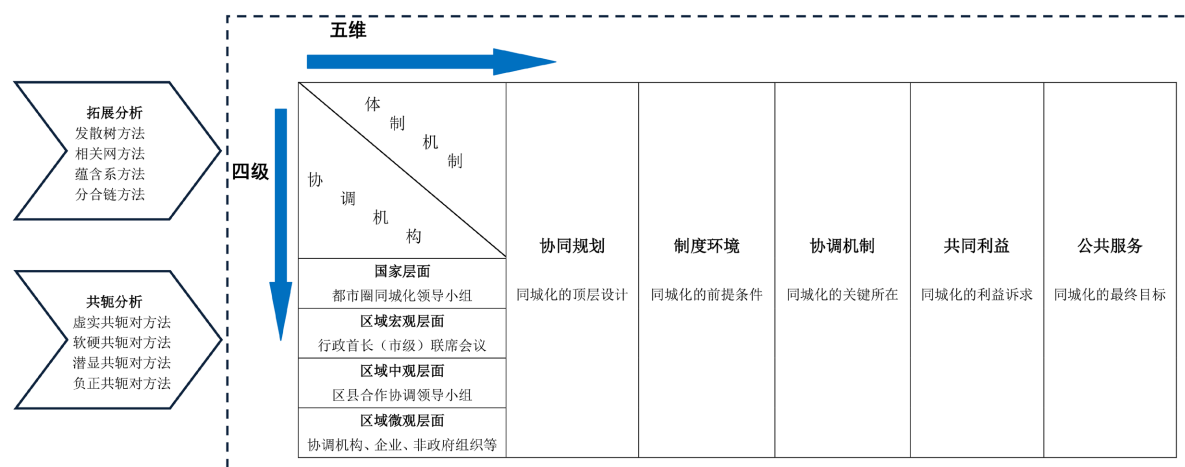 五维
四级
拓展分析
发散树方法
相关网方法
蕴含系方法
分合链方法
共轭分析
虚实共轭对方法
软硬共轭对方法
潜显共轭对方法
负正共轭对方法
体制机制
协调机构
国家层面
都市圈同城化领导小组
区域宏观层面
行政首长（市级）联席会议
区域中观层面
区县合作协调领导小组
区域微观层面
协调机构、企业、非政府组织等
协同规划
同城化的顶层设计
制度环境
同城化的前提条件
协调机制
同城化的关键所在
共同利益
同城化的利益诉求
公共服务
同城化的最终目标